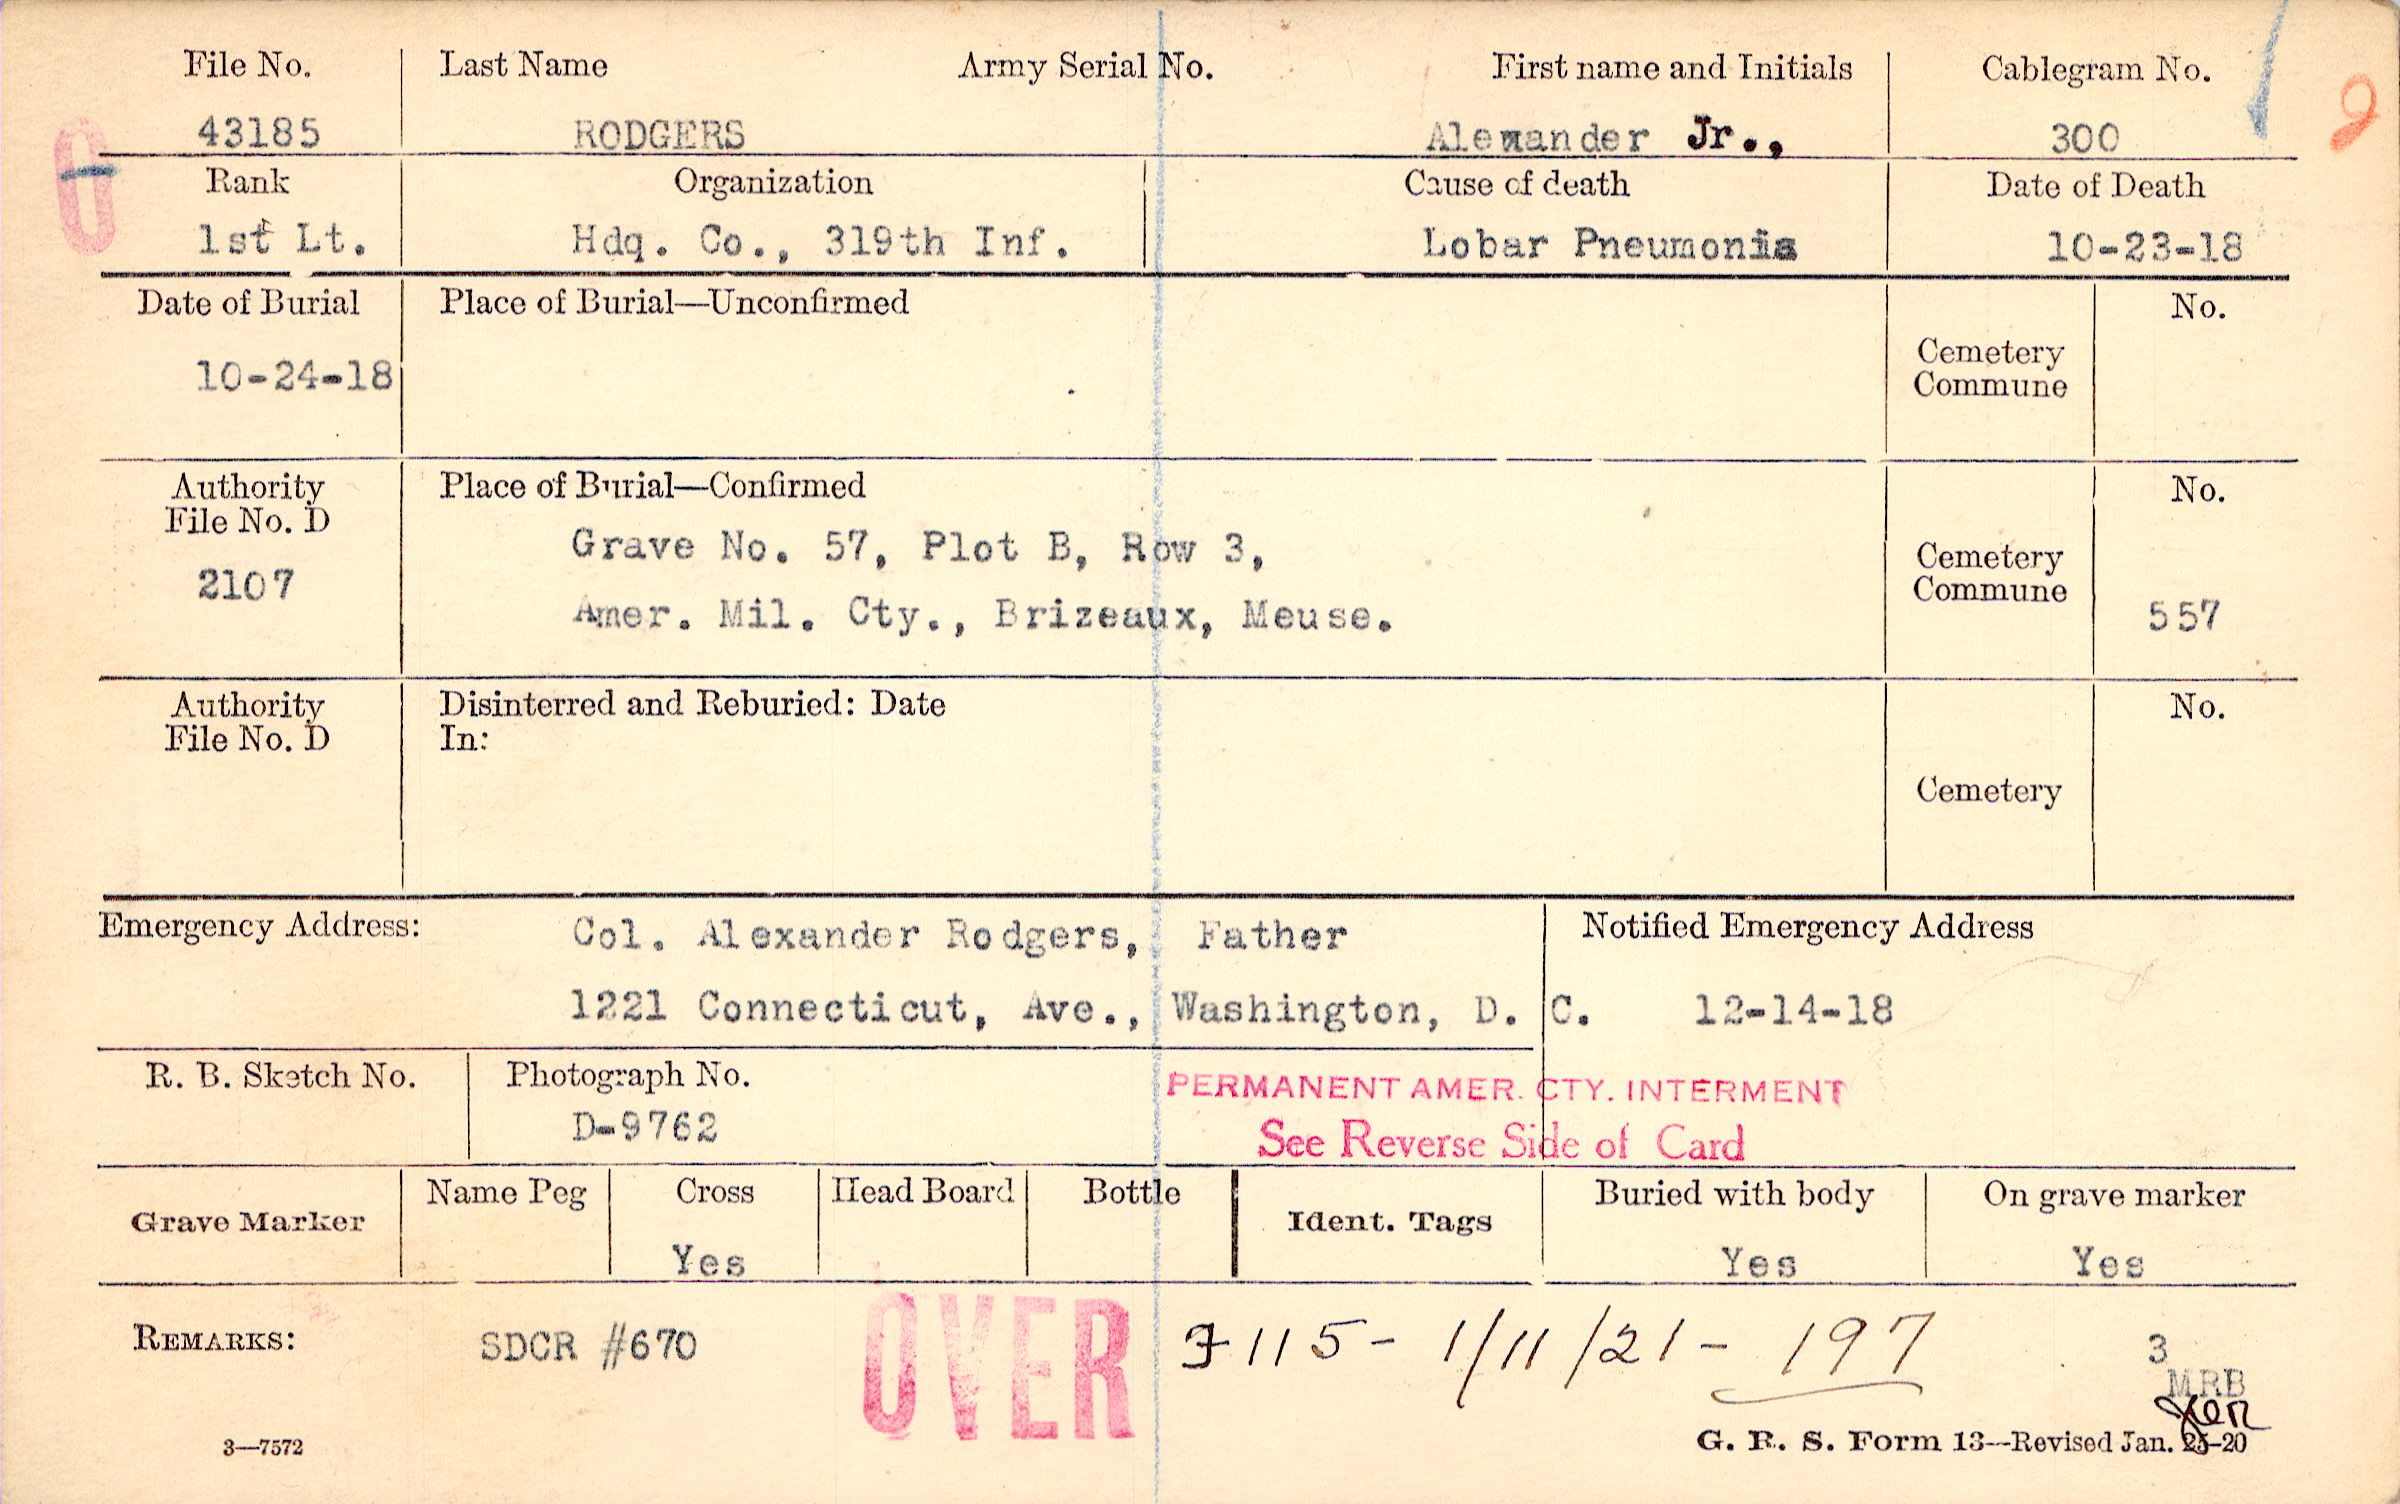 File No. Last Name Army Serial No. First name and Initials Cablegram No.
43185 RODGERS Alexander Jr., 300
Rank Organization Cause of death Date of Death
1st Lt. Hdq. Co., 319th Inf. Lobar Pneumonia 10-23-18
Date of Burial Place of Burial—Unconfirmed No.
10-24-18 Cemetery
Commune
Authority Place of Burial—Confirmed No.
File No. D
Grave No. 57, Plot B, Row 3,
2107 Cemetery
Commune
Amer. Mil. Cty., Brizeaux, Meuse. 557
Authority Disinterred and Reburied: Date No.
File No. D In:
Cemetery
Emergency Address: Col. Alexander Rodgers, Father Notified Emergency Address
1221 Connecticut, Ave., Washington, D. C. 12-14-18
R. B. Sketch No. Photograph No.
PERMANENT AMER. CTY. INTERMENT
D-9762 See Reverse Side of Card
Grave Marker Name Peg Cross Head Board Bottle Ident. Tags Buried with body On grave marker
Yes Yes Yes
REMARKS: SDCR #670 OVER 115- 1/11/21- 197 3
MRB
3—7572 G. R. S. Form 13—Revised Jan. 25-20